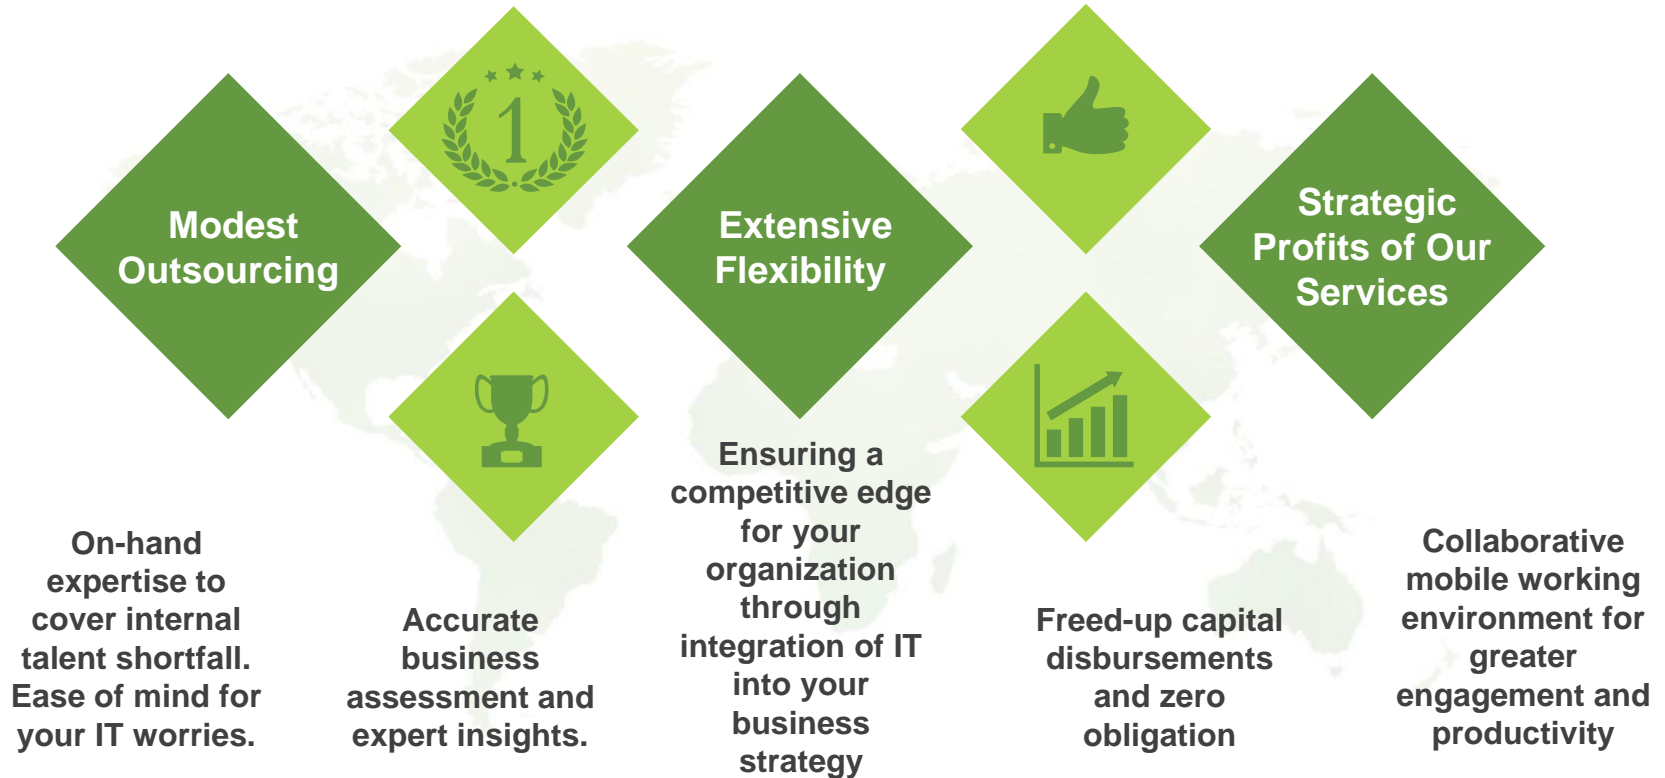 1
Modest
Outsourcing
Extensive
Flexibility
Strategic
Profits of Our
Services
On-hand
expertise to
cover internal
talent shortfall.
Ease of mind for
your IT worries.
Accurate
business
assessment and
expert insights.
Ensuring a
competitive edge
for your
organization
through
integration of IT
into your
business
strategy
Freed-up capital
disbursements
and zero
obligation
Collaborative
mobile working
environment for
greater
engagement and
productivity